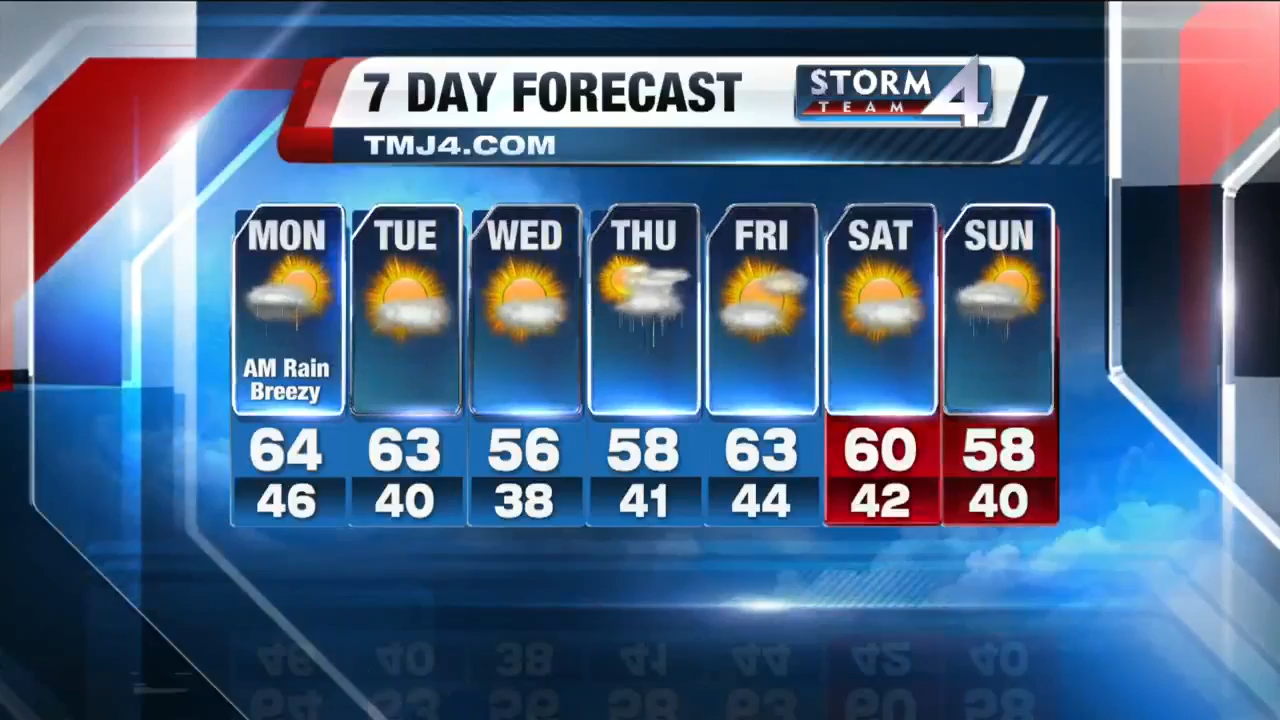 7 DAY FORECAST
STORM
TEAM 4
TMJ4.COM
MON TUE WED THU FRI SAT SUN
AM Rain
Breezy
64 63 56 58 63 60 58
46 40 38 41 44 42 40